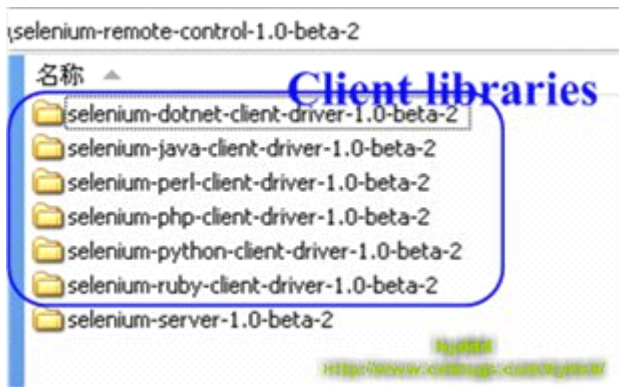 \selenium-remote-control-1.0-beta-2
名称
Client libraries
selenium-dotnet-client-driver-1.0-beta-2
selenium-java-client-driver-1.0-beta-2
selenium-perl-client-driver-1.0-beta-2
selenium-php-client-driver-1.0-beta-2
selenium-python-client-driver-1.0-beta-2
selenium-ruby-client-driver-1.0-beta-2
selenium-server-1.0-beta-2